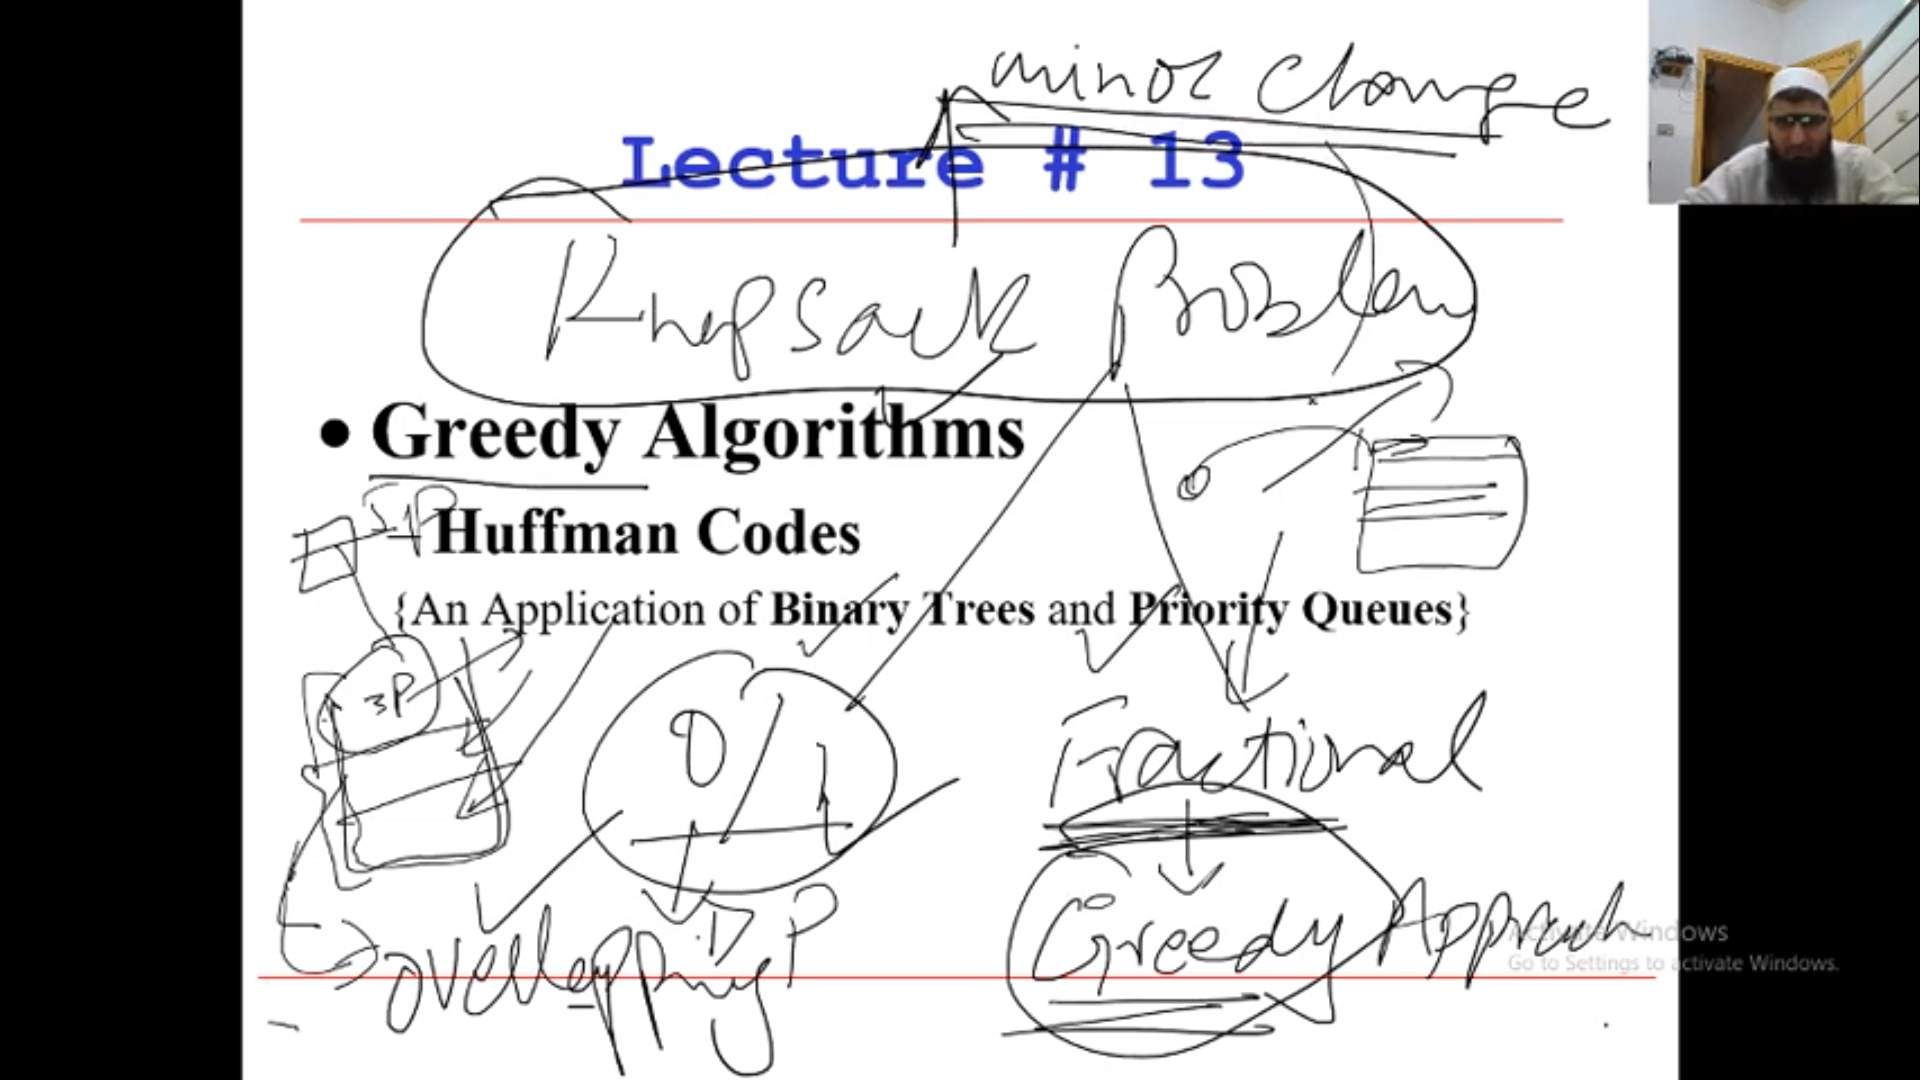 minor change
Lecture # 13
Knapsack Problem
• Greedy Algorithms
Huffman Codes
{An Application of Binary Trees and Priority Queues}
3P
0/1
Fractional
DP
overlapping
Greedy Approach
Activate Windows
Go to Settings to activate Windows.